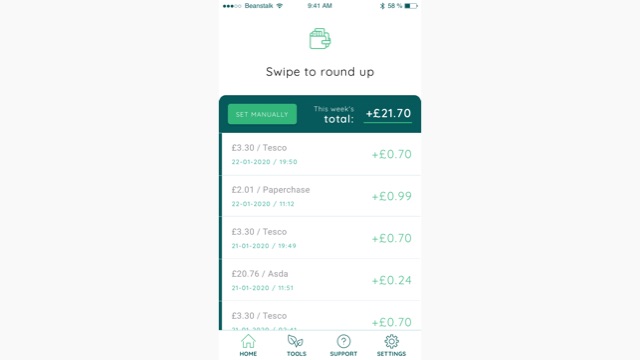 Beanstalk
9:41 AM
58 %
Swipe to round up
SET MANUALLY
This week's
total:
+£21.70
£3.30 / Tesco
22-01-2020 / 19:50
+£0.70
£2.01 / Paperchase
22-01-2020 / 11:12
+£0.99
£3.30 / Tesco
21-01-2020 / 19:49
+£0.70
£20.76 / Asda
21-01-2020 / 11:51
+£0.24
£3.30 / Tesco
+£0.70
HOME
TOOLS
SUPPORT
SETTINGS